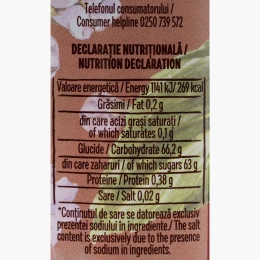 Telefonul consumatorului /
Consumer helpline 0250 739 572
DECLARAȚIE NUTRIȚIONALĂ /
NUTRITION DECLARATION
Valoare energetică / Energy 1141 kJ/ 269 kcal
Grăsimi / Fat 0,2 g
din care acizi grași saturați /
of which saturates 0,1 g
Glucide / Carbohydrate 66,2 g
din care zaharuri / of which sugars 63 g
Proteine / Protein 0,38 g
Sare / Salt 0,02 g
*Conținutul de sare se datorează exclusiv
prezenței sodiului în ingrediente./ The salt
content is exclusively due to the presence
of sodium in ingredients.